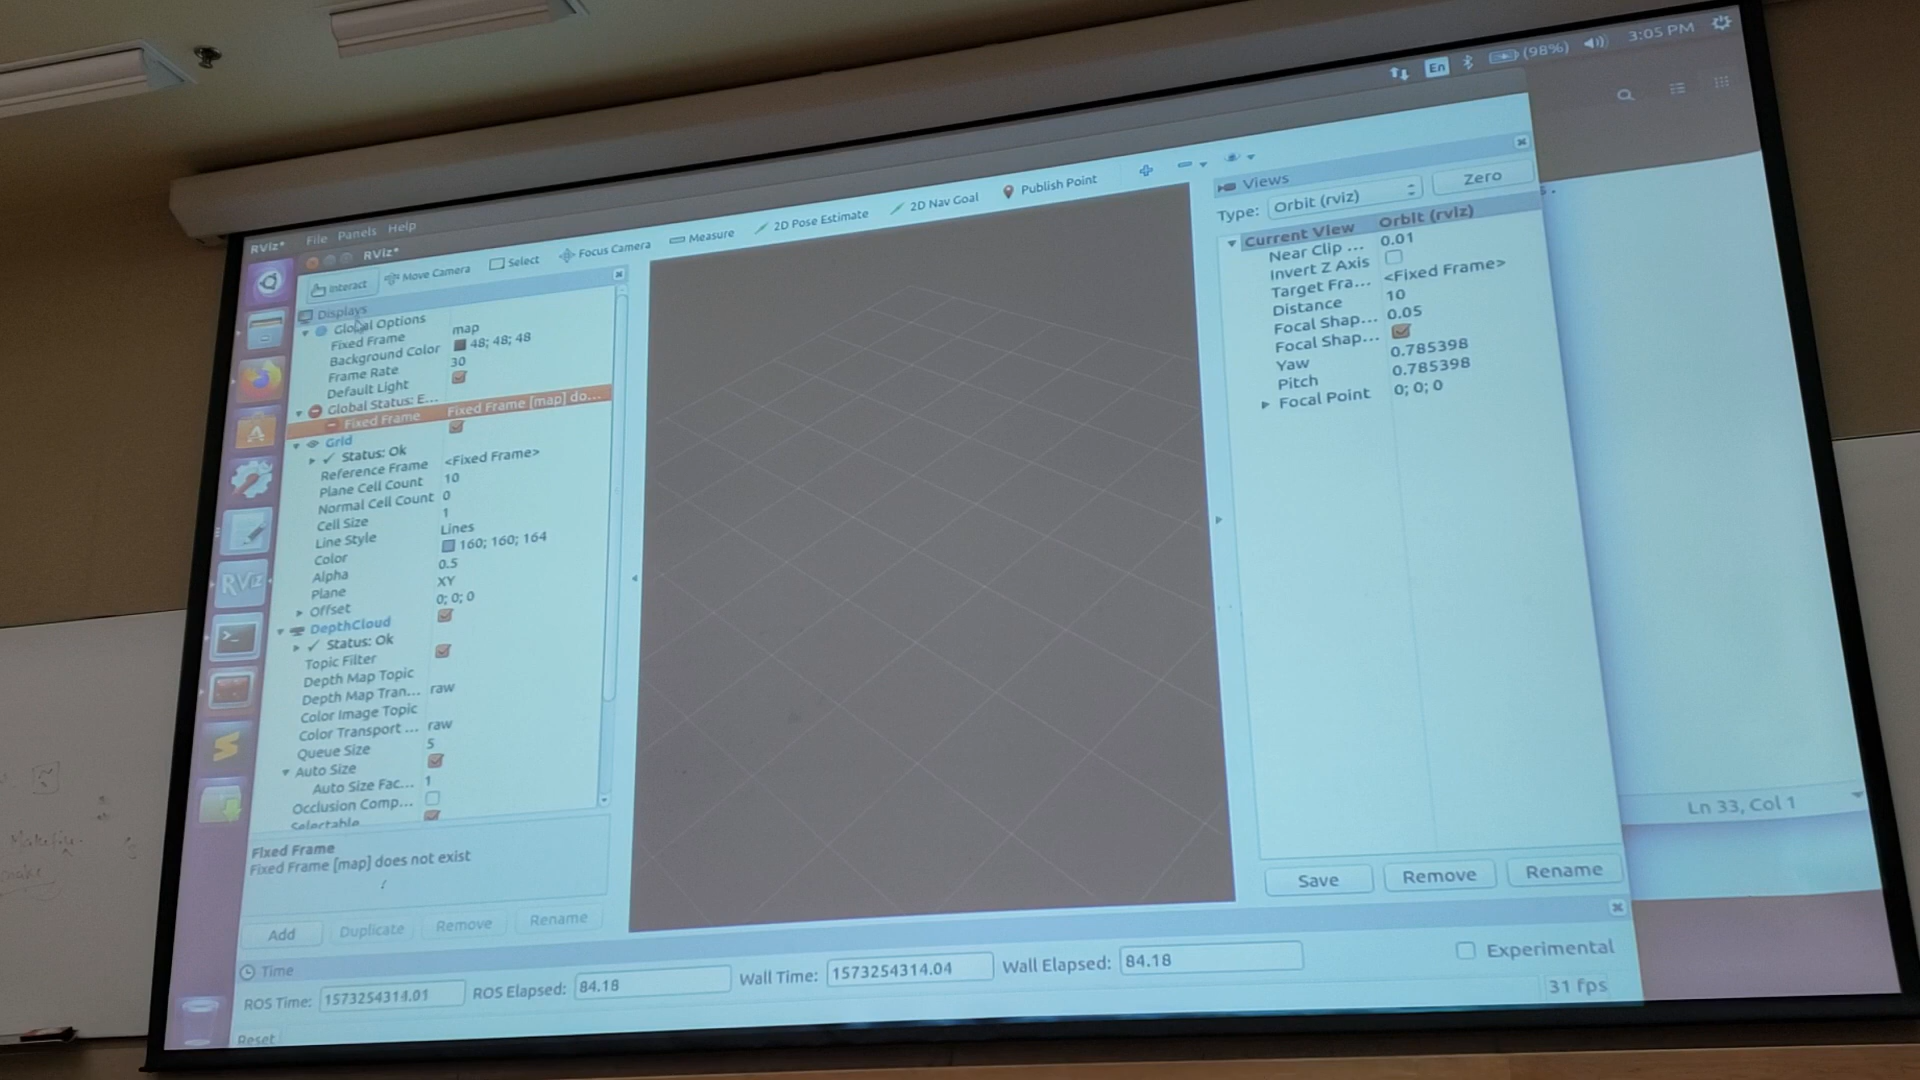 3:05 PM
(98%)
En
RViz*
File Panels Help
RViz*
Interact
Move Camera
Select
Focus Camera
Measure
2D Pose Estimate
2D Nav Goal
Publish Point
Displays
Global Options
Fixed Frame map
Background Color 48; 48; 48
Frame Rate 30
Default Light
Global Status: E...
Fixed Frame Fixed Frame [map] do...
Grid
Status: Ok
Reference Frame <Fixed Frame>
Plane Cell Count 10
Normal Cell Count 0
Cell Size 1
Line Style Lines
Color 160; 160; 164
Alpha 0.5
Plane XY
Offset 0; 0; 0
DepthCloud
Status: Ok
Topic Filter
Depth Map Topic
Depth Map Tran... raw
Color Image Topic
Color Transport ... raw
Queue Size 5
Auto Size
Auto Size Fac... 1
Occlusion Comp...
Selectable
Fixed Frame
Fixed Frame [map] does not exist
Add Duplicate Remove Rename
Views
Type: Orbit (rviz) Zero
Current View Orbit (rviz)
Near Clip ... 0.01
Invert Z Axis
Target Fra... <Fixed Frame>
Distance 10
Focal Shap... 0.05
Focal Shap...
Yaw 0.785398
Pitch 0.785398
Focal Point 0; 0; 0
Save Remove Rename
Ln 33, Col 1
RViz
Time
ROS Time: 1573254314.01 ROS Elapsed: 84.18 Wall Time: 1573254314.04 Wall Elapsed: 84.18 Experimental
Reset
31 fps